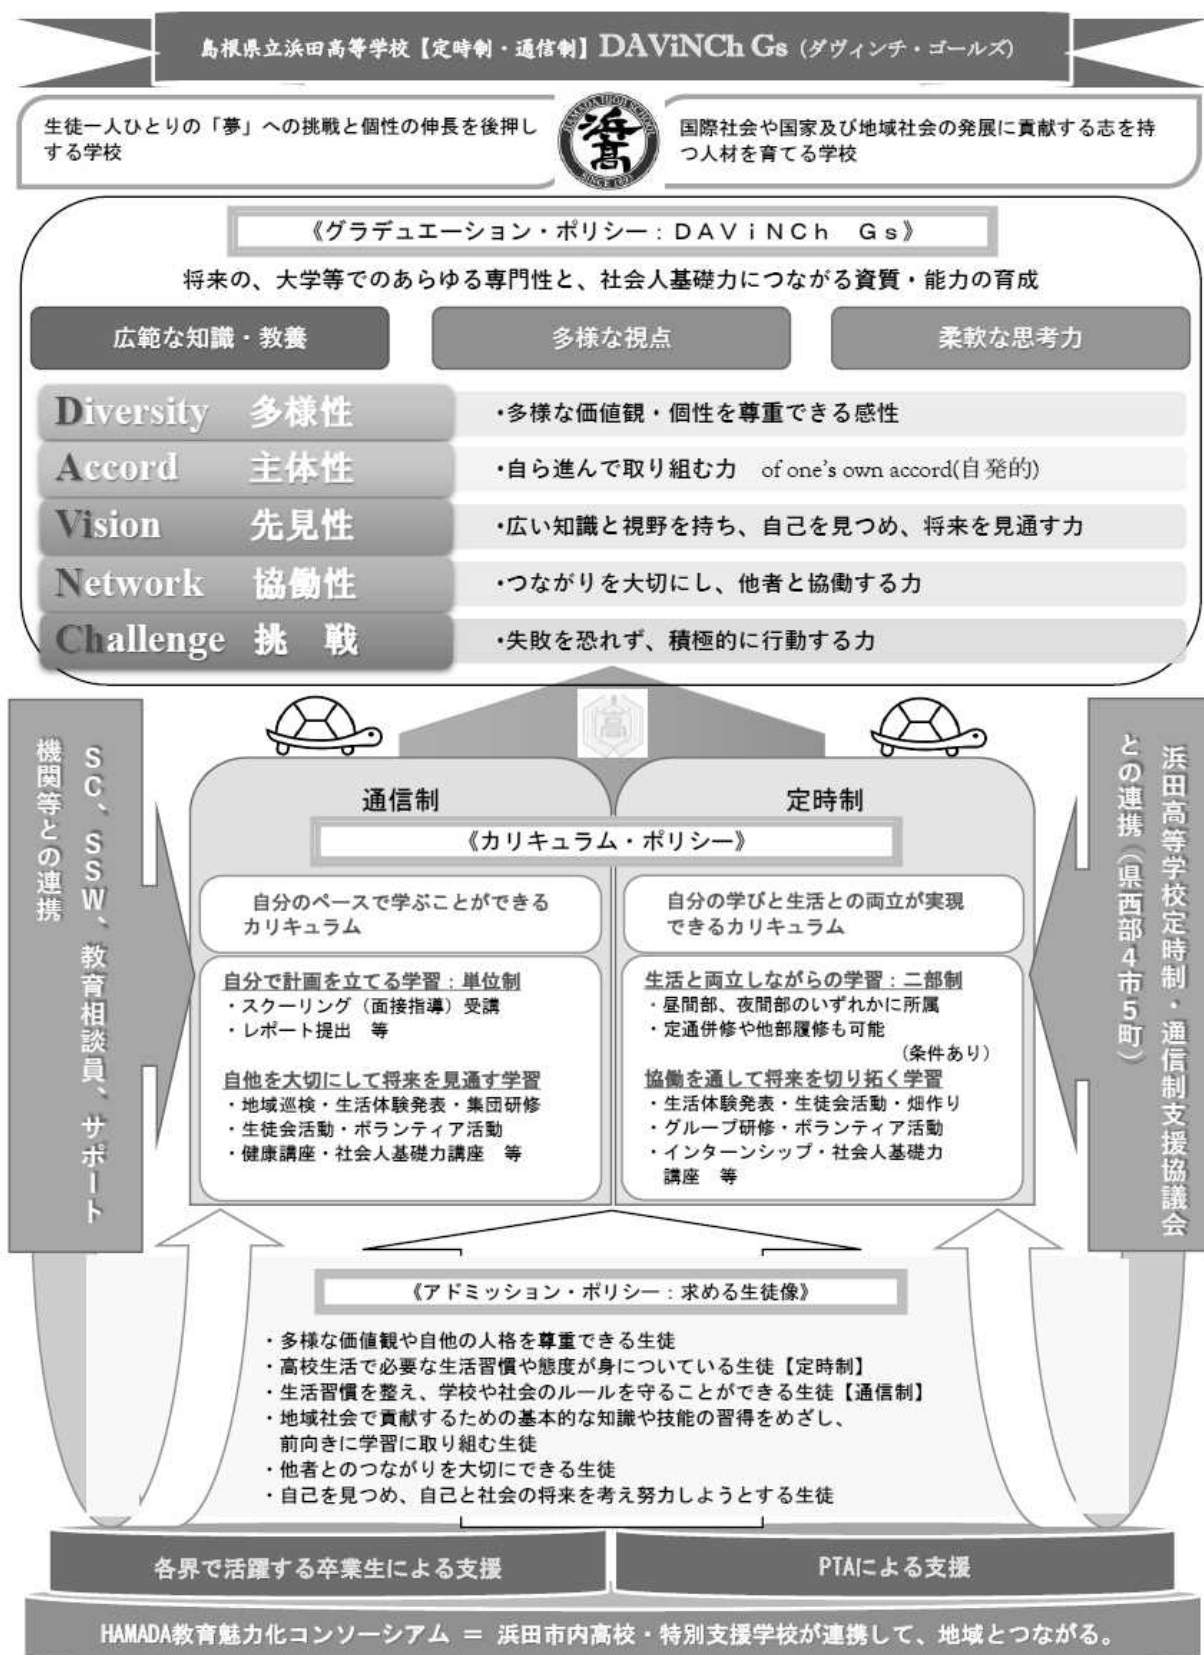 島根県立浜田高等学校【定時制・通信制】DAViNCh Gs（ダヴィンチ・ゴールズ）
生徒一人ひとりの「夢」への挑戦と個性の伸長を後押し
する学校
HAMADA HIGH SCHOOL
浜高
国際社会や国家及び地域社会の発展に貢献する志を持
つ人材を育てる学校
《グラデュエーション・ポリシー：ＤＡＶｉＮＣｈ　Ｇｓ》
将来の、大学等でのあらゆる専門性と、社会人基礎力につながる資質・能力の育成
広範な知識・教養
多様な視点
柔軟な思考力
Diversity 多様性
・多様な価値観・個性を尊重できる感性
Accord 主体性
・自ら進んで取り組む力 of one's own accord(自発的)
Vision 先見性
・広い知識と視野を持ち、自己を見つめ、将来を見通す力
Network 協働性
・つながりを大切にし、他者と協働する力
Challenge 挑　戦
・失敗を恐れず、積極的に行動する力
高
ＳＣ、ＳＳＷ、教育相談員、サポート
機関等との連携
通信制
定時制
《カリキュラム・ポリシー》
自分のペースで学ぶことができる
カリキュラム
自分で計画を立てる学習：単位制
・スクーリング（面接指導）受講
・レポート提出　等
自他を大切にして将来を見通す学習
・地域巡検・生活体験発表・集団研修
・生徒会活動・ボランティア活動
・健康講座・社会人基礎力講座　等
自分の学びと生活との両立が実現
できるカリキュラム
生活と両立しながらの学習：二部制
・昼間部、夜間部のいずれかに所属
・定通併修や他部履修も可能
（条件あり）
協働を通して将来を切り拓く学習
・生活体験発表・生徒会活動・畑作り
・グループ研修・ボランティア活動
・インターンシップ・社会人基礎力
講座　等
浜田高等学校定時制・通信制支援協議会
との連携（県西部４市５町）
《アドミッション・ポリシー：求める生徒像》
・多様な価値観や自他の人格を尊重できる生徒
・高校生活で必要な生活習慣や態度が身についている生徒【定時制】
・生活習慣を整え、学校や社会のルールを守ることができる生徒【通信制】
・地域社会で貢献するための基本的な知識や技能の習得をめざし、
前向きに学習に取り組む生徒
・他者とのつながりを大切にできる生徒
・自己を見つめ、自己と社会の将来を考え努力しようとする生徒
各界で活躍する卒業生による支援
PTAによる支援
HAMADA教育魅力化コンソーシアム ＝ 浜田市内高校・特別支援学校が連携して、地域とつながる。